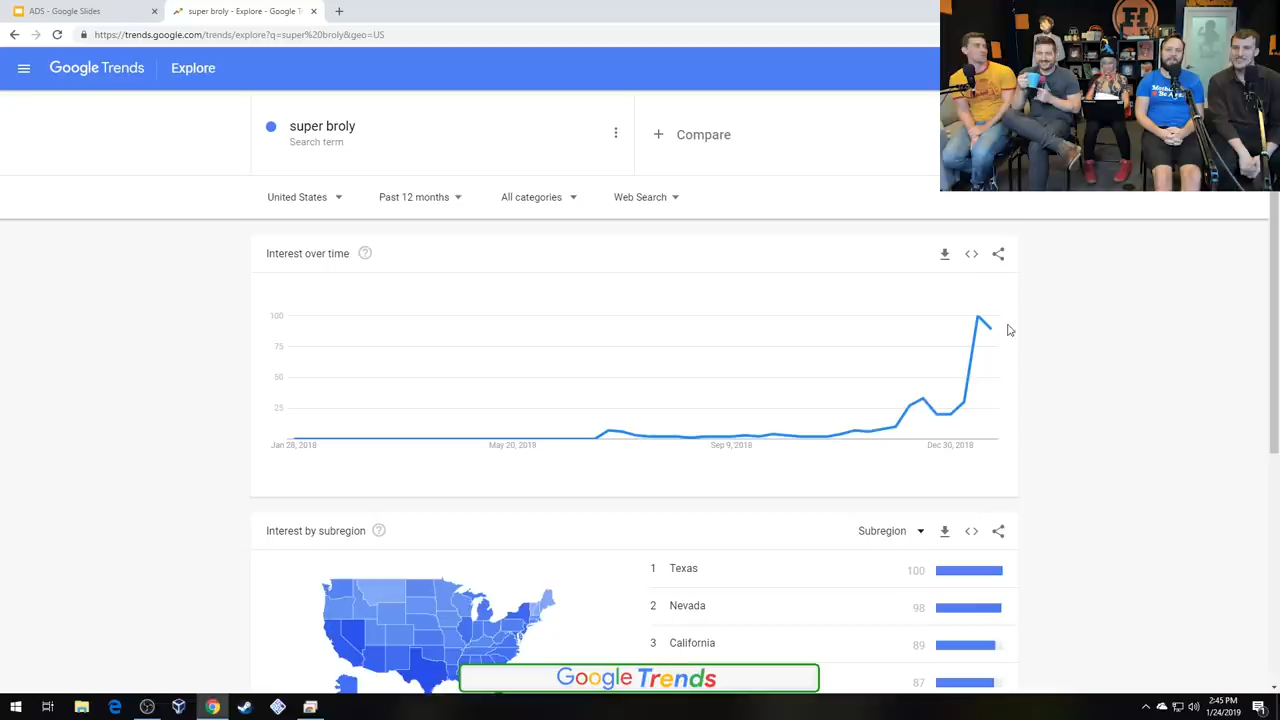 ADS - Google Slides
super broly - Explore - Google T
https://trends.google.com/trends/explore?q=super%20broly&geo=US
Google Trends
Explore
super broly
Search term
+ Compare
United States
Past 12 months
All categories
Web Search
Interest over time
100
75
50
25
Jan 28, 2018
May 20, 2018
Sep 9, 2018
Dec 30, 2018
Interest by subregion
Subregion
1 Texas 100
2 Nevada 98
3 California 89
87
Google Trends
2:45 PM
1/24/2019